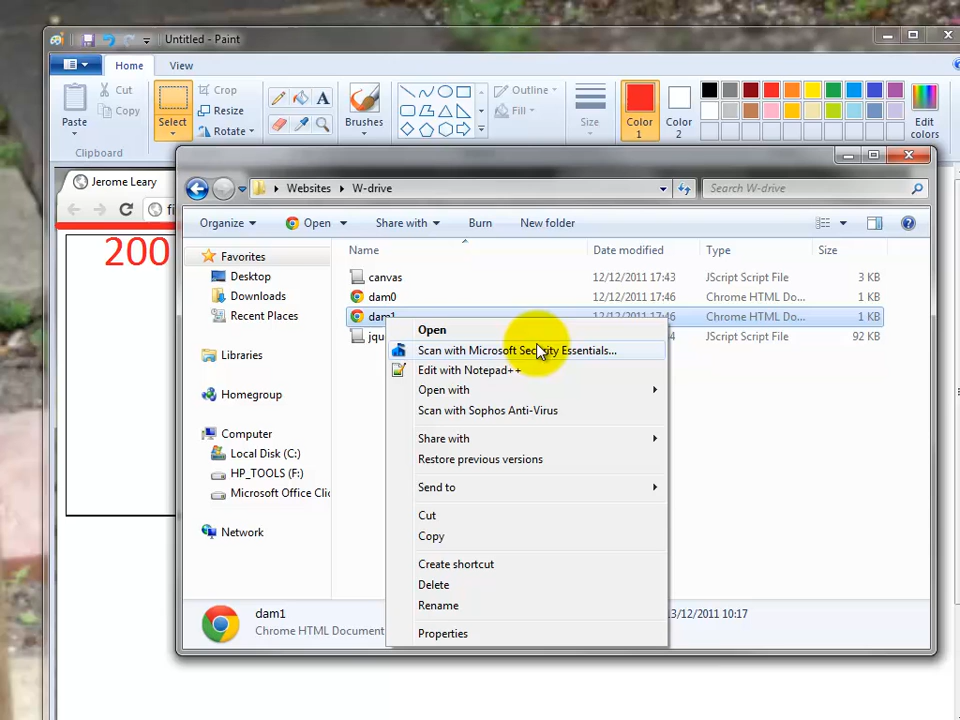 Untitled - Paint
Home
View
Cut
Copy
Paste
Clipboard
Select
Crop
Resize
Rotate
Brushes
Outline
Fill
Size
Color
1
Color
2
Edit
colors
Jerome Leary
200
Websites
W-drive
Search W-drive
Organize
Open
Share with
Burn
New folder
Name
Date modified
Type
Size
canvas
12/12/2011 17:43
JScript Script File
3 KB
dam0
12/12/2011 17:46
Chrome HTML Do...
1 KB
dam1
12/12/2011 17:46
Chrome HTML Do...
1 KB
JScript Script File
92 KB
Favorites
Desktop
Downloads
Recent Places
Libraries
Homegroup
Computer
Local Disk (C:)
HP_TOOLS (F:)
Microsoft Office Clic
Network
Open
Scan with Microsoft Security Essentials...
Edit with Notepad++
Open with
Scan with Sophos Anti-Virus
Share with
Restore previous versions
Send to
Cut
Copy
Create shortcut
Delete
Rename
Properties
dam1
Chrome HTML Document
13/12/2011 10:17